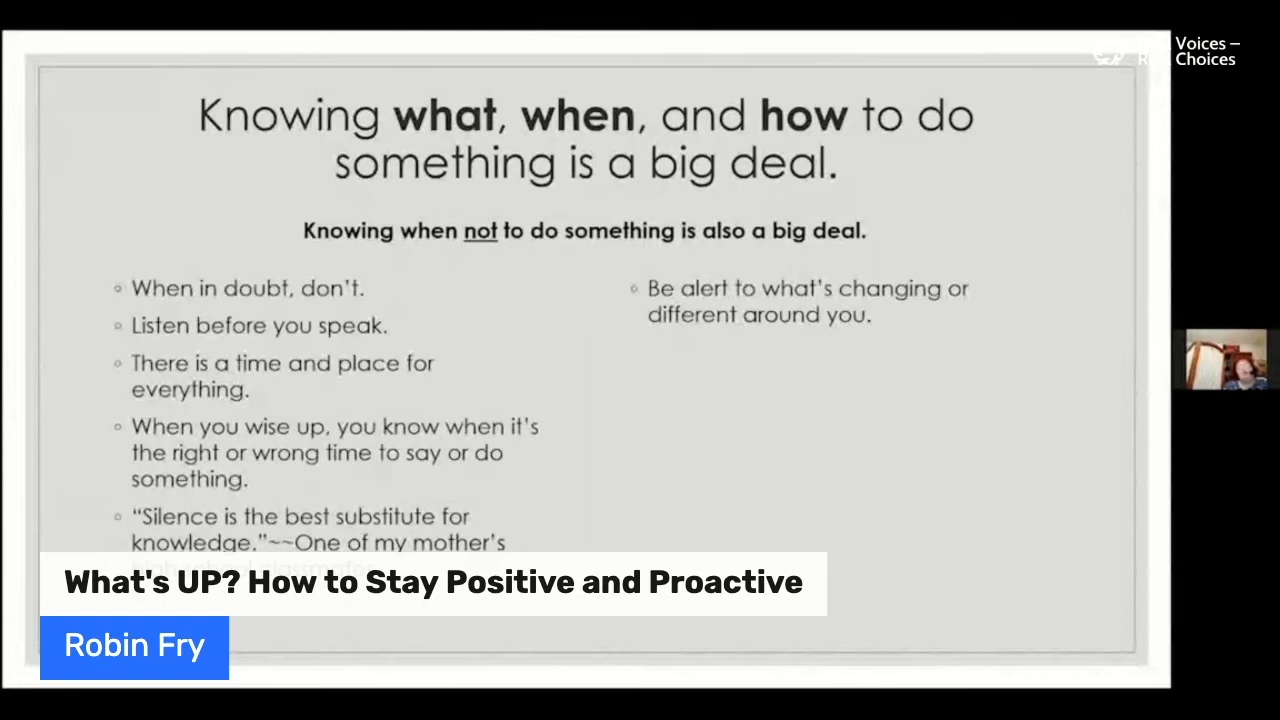 Voices –
Choices
Knowing what, when, and how to do
something is a big deal.
Knowing when not to do something is also a big deal.
◦ When in doubt, don't.
◦ Listen before you speak.
◦ There is a time and place for
everything.
◦ When you wise up, you know when it's
the right or wrong time to say or do
something.
◦ “Silence is the best substitute for
knowledge.”~~One of my mother's
◦ Be alert to what's changing or
different around you.
What's UP? How to Stay Positive and Proactive
Robin Fry